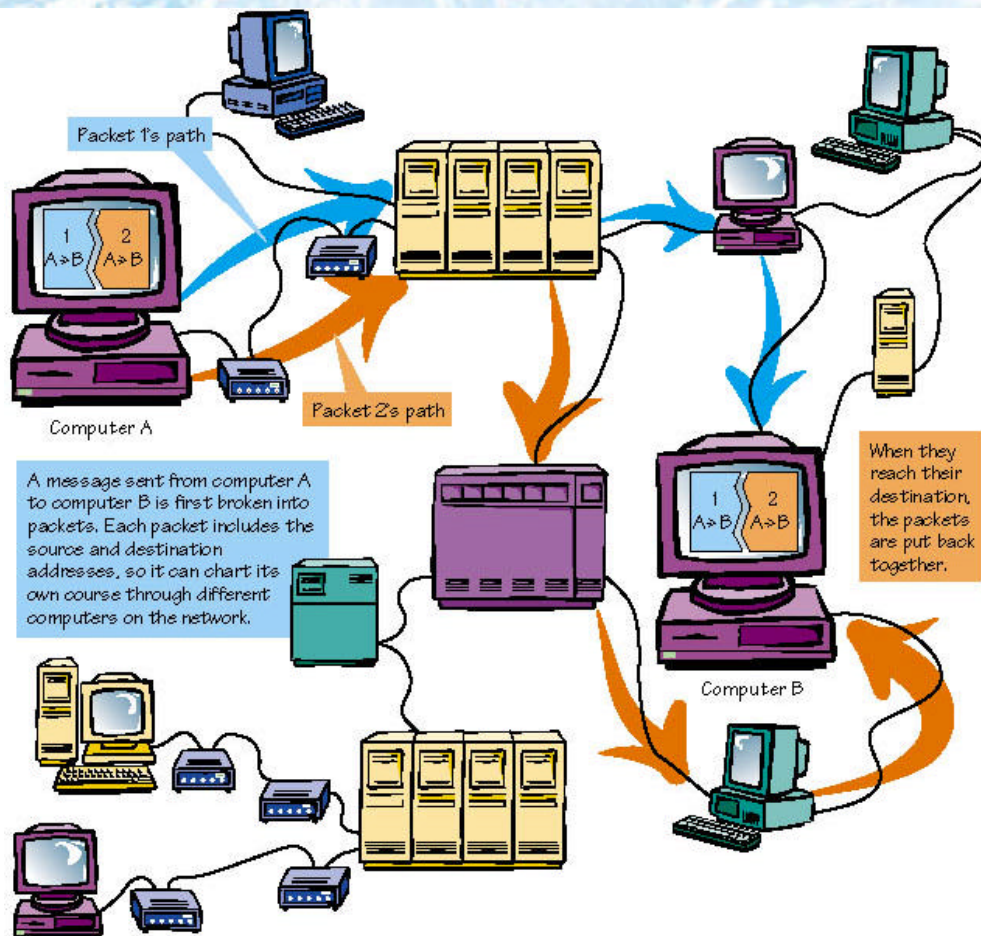 Packet 1's path
1
A»B
2
A»B
Packet 2's path
Computer A
A message sent from computer A
to computer B is first broken into
packets. Each packet includes the
source and destination
addresses, so it can chart its
own course through different
computers on the network.
1
A»B
2
A»B
When they
reach their
destination,
the packets
are put back
together.
Computer B